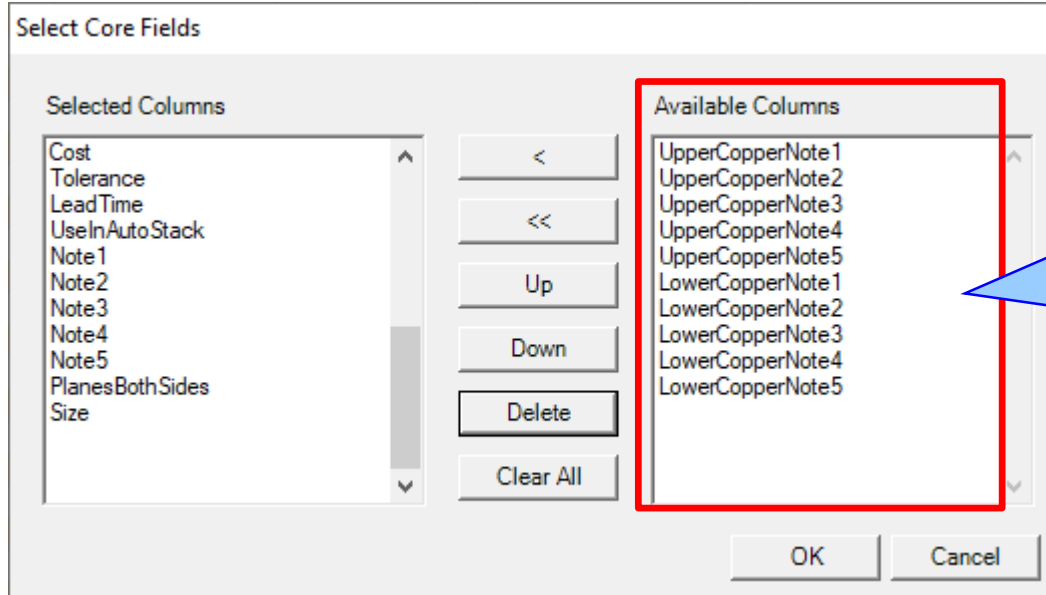 Select Core Fields
Selected Columns
Cost
Tolerance
LeadTime
UseInAutoStack
Note1
Note2
Note3
Note4
Note5
PlanesBothSides
Size
<
<<
Up
Down
Delete
Clear All
Available Columns
UpperCopperNote1
UpperCopperNote2
UpperCopperNote3
UpperCopperNote4
UpperCopperNote5
LowerCopperNote1
LowerCopperNote2
LowerCopperNote3
LowerCopperNote4
LowerCopperNote5
OK
Cancel